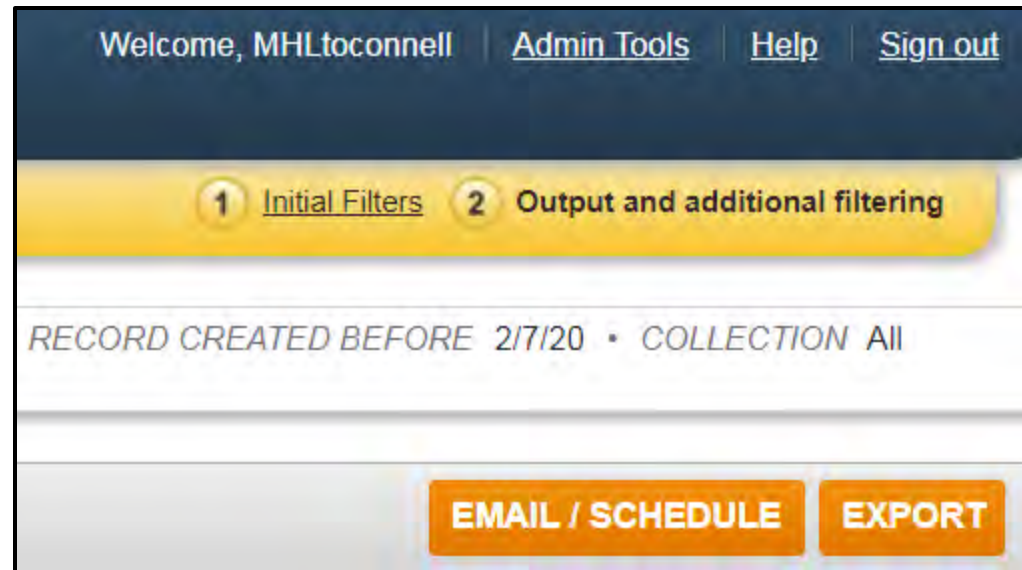 Welcome, MHLtoconnell | Admin Tools | Help | Sign out
1 Initial Filters 2 Output and additional filtering
RECORD CREATED BEFORE 2/7/20 • COLLECTION All
EMAIL / SCHEDULE EXPORT